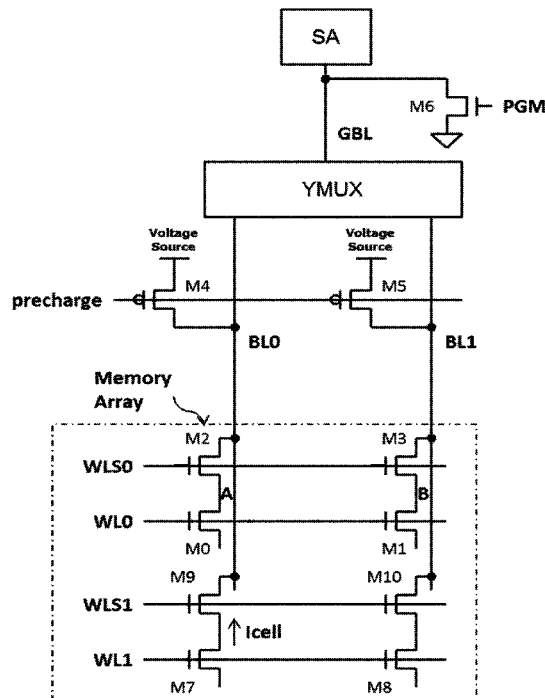 SA
M6
PGM
GBL
YMUX
Voltage
Source
Voltage
Source
M4
M5
precharge
BL0
BL1
Memory
Array
M2
M3
WLS0
A
B
WL0
M0
M1
M9
M10
WLS1
Icell
WL1
M7
M8